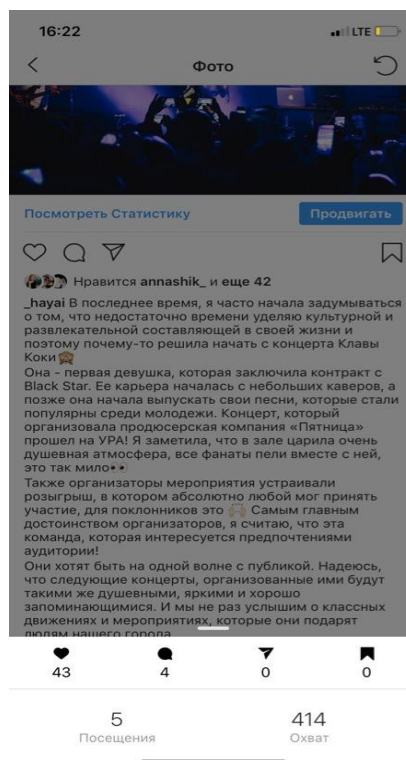 16:22
LTE
Фото
Посмотреть Статистику
Продвигать
Нравится annashik_ и еще 42
_hayai В последнее время, я часто начала задумываться
о том, что недостаточно времени уделяю культурной и
развлекательной составляющей в своей жизни и
поэтому почему-то решила начать с концерта Клавы
Коки
Она - первая девушка, которая заключила контракт с
Black Star. Ее карьера началась с небольших каверов, а
позже она начала выпускать свои песни, которые стали
популярны среди молодежи. Концерт, который
организовала продюсерская компания «Пятница»
прошел на УРА! Я заметила, что в зале царила очень
душевная атмосфера, все фанаты пели вместе с ней,
это так мило
Также организаторы мероприятия устраивали
розыгрыш, в котором абсолютно любой мог принять
участие, для поклонников это Самым главным
достоинством организаторов, я считаю, что эта
команда, которая интересуется предпочтениями
аудитории!
Они хотят быть на одной волне с публикой. Надеюсь,
что следующие концерты, организованные ими будут
такими же душевными, яркими и хорошо
запоминающимися. И мы не раз услышим о классных
движениях и мероприятиях, которые они подарят
людям нашего города
43
4
0
0
5
414
Посещения
Охват